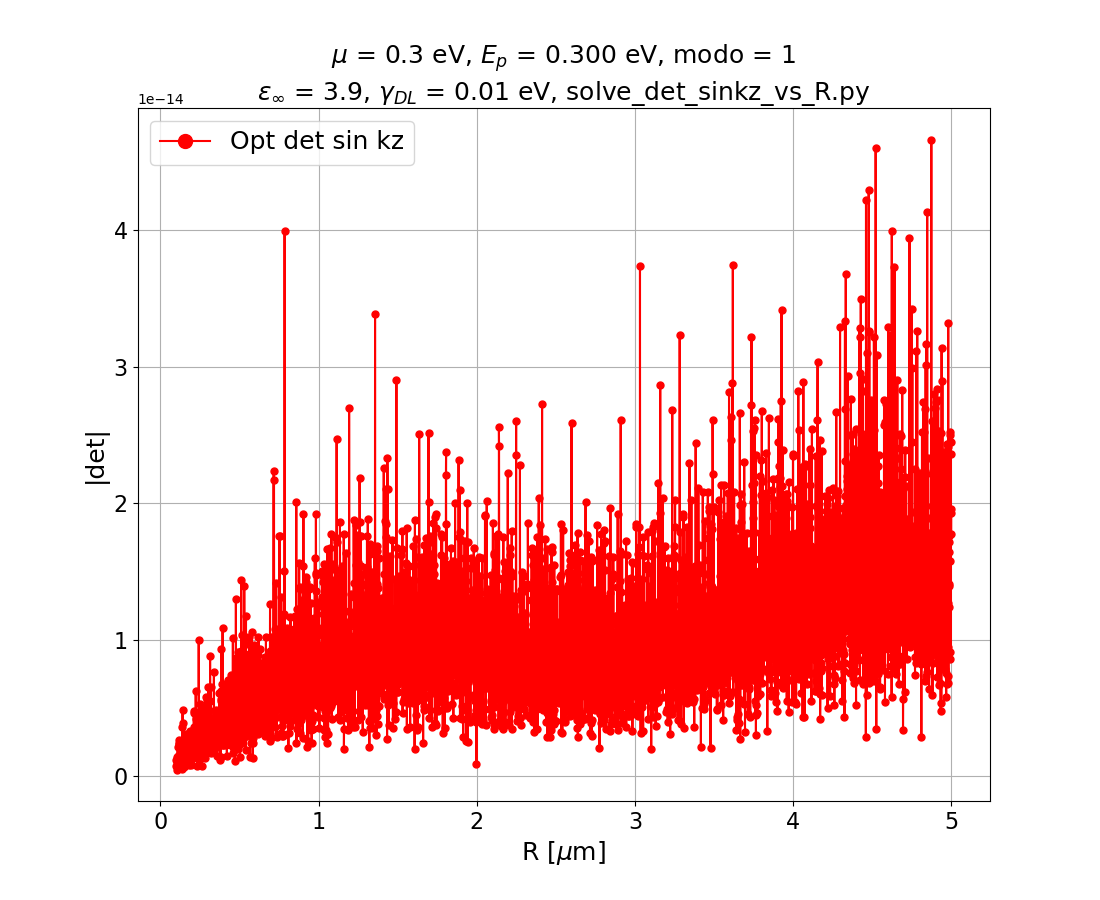 μ = 0.3 eV, E_p = 0.300 eV, modo = 1
ε_∞ = 3.9, γ_DL = 0.01 eV, solve_det_sinkz_vs_R.py
1e−14
Opt det sin kz
4
3
2
1
0
|det|
0 1 2 3 4 5
R [μm]